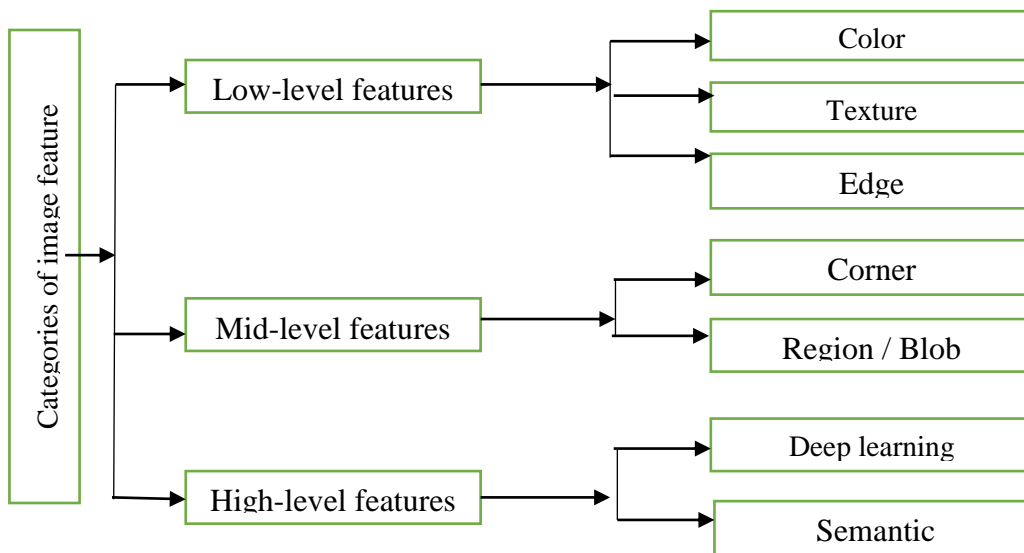 Categories of image feature
Low-level features
Color
Texture
Edge
Mid-level features
Corner
Region / Blob
High-level features
Deep learning
Semantic